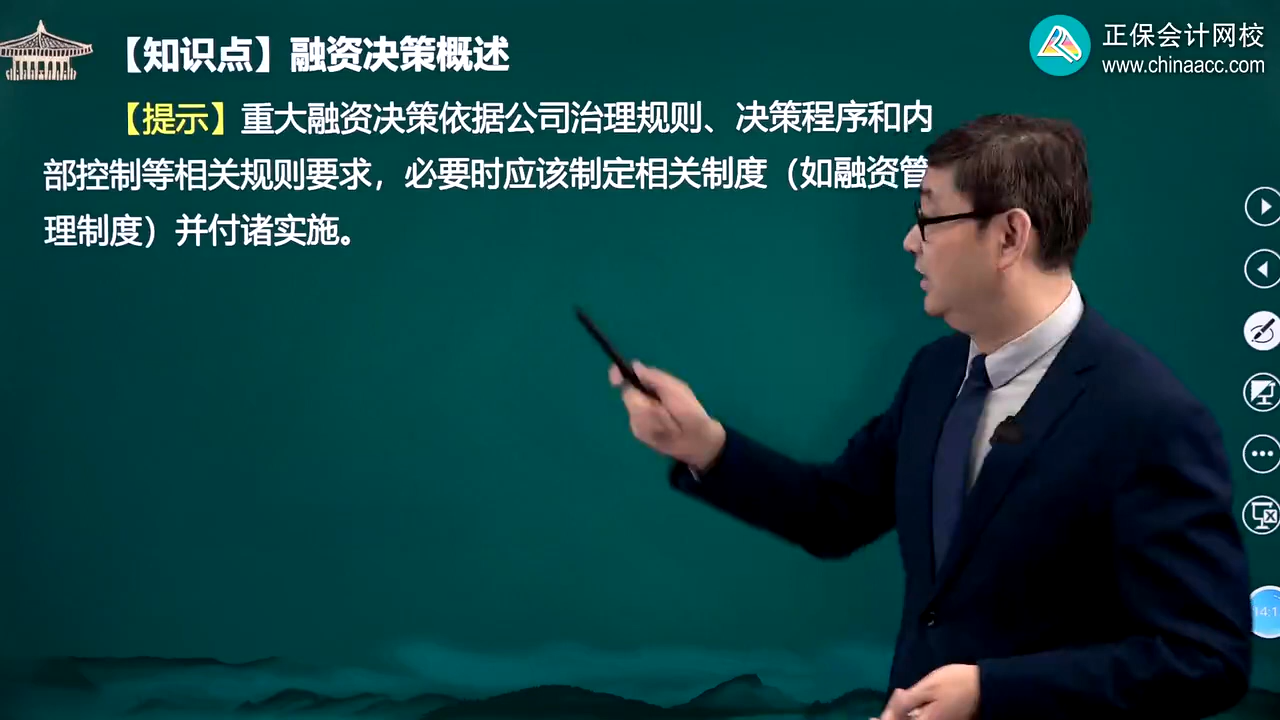 【知识点】融资决策概述
正保会计网校
www.chinaacc.com
【提示】重大融资决策依据公司治理规则、决策程序和内
部控制等相关规则要求，必要时应该制定相关制度（如融资管
理制度）并付诸实施。